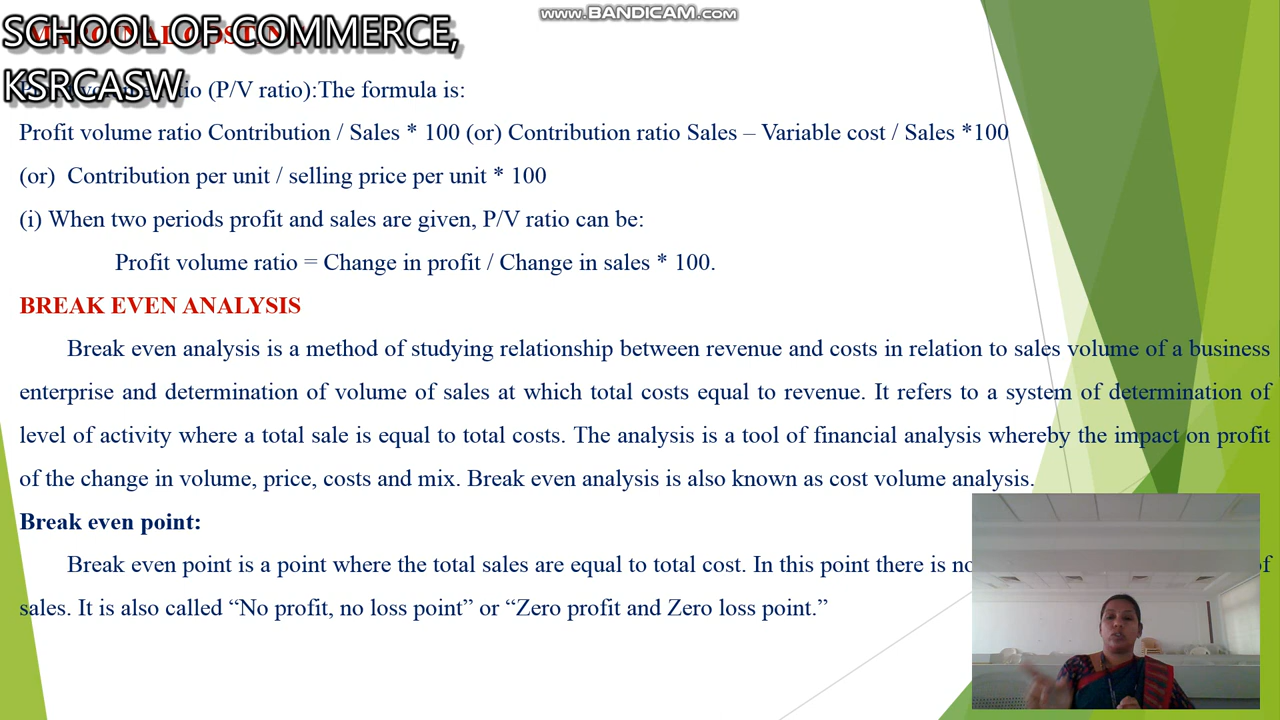 www.BANDICAM.com
SCHOOL OF COMMERCE,
KSRCASW
(P/V ratio):The formula is:
Profit volume ratio Contribution / Sales * 100 (or) Contribution ratio Sales – Variable cost / Sales *100
(or) Contribution per unit / selling price per unit * 100
(i) When two periods profit and sales are given, P/V ratio can be:
Profit volume ratio = Change in profit / Change in sales * 100.
BREAK EVEN ANALYSIS
Break even analysis is a method of studying relationship between revenue and costs in relation to sales volume of a business
enterprise and determination of volume of sales at which total costs equal to revenue. It refers to a system of determination of
level of activity where a total sale is equal to total costs. The analysis is a tool of financial analysis whereby the impact on profit
of the change in volume, price, costs and mix. Break even analysis is also known as cost volume analysis.
Break even point:
Break even point is a point where the total sales are equal to total cost. In this point there is no
sales. It is also called “No profit, no loss point” or “Zero profit and Zero loss point.”